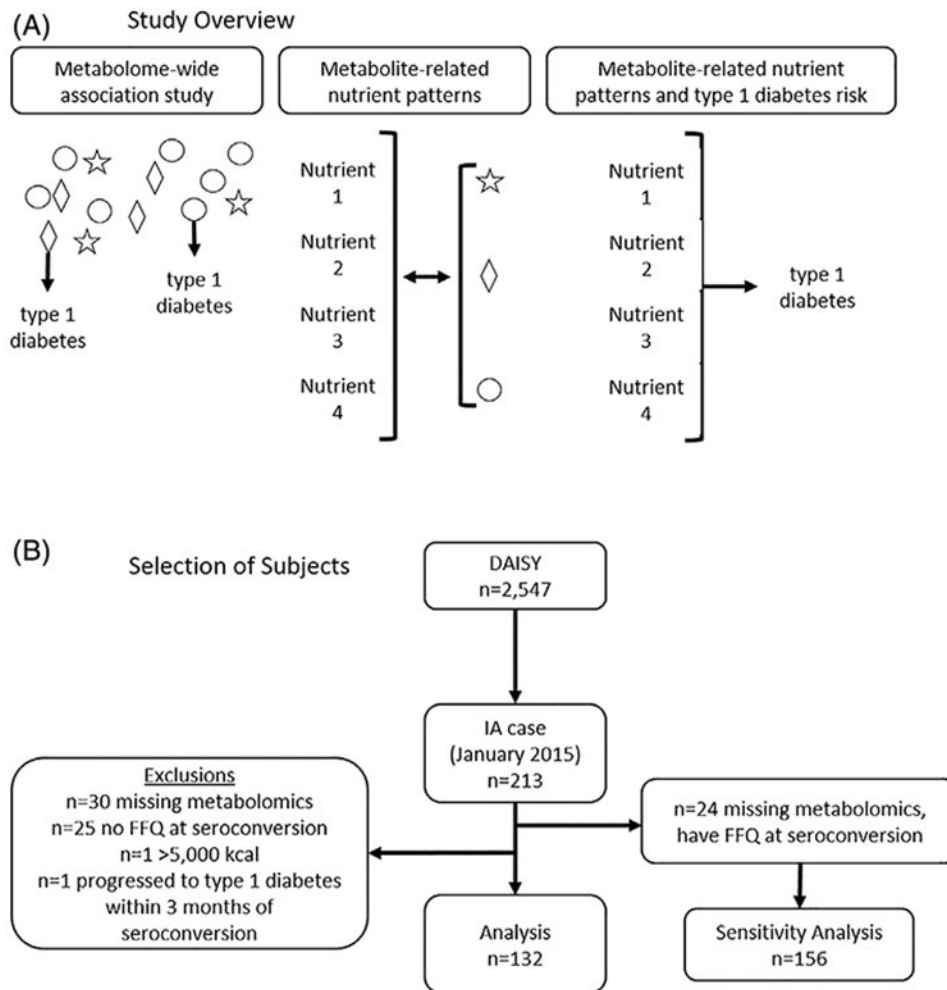 (A)
Study Overview
Metabolome-wide
association study
Metabolite-related
nutrient patterns
Metabolite-related nutrient
patterns and type 1 diabetes risk
type 1
diabetes
type 1
diabetes
Nutrient
1
Nutrient
2
Nutrient
3
Nutrient
4
Nutrient
1
Nutrient
2
Nutrient
3
Nutrient
4
type 1
diabetes
(B)
Selection of Subjects
DAISY
n=2,547
IA case
(January 2015)
n=213
Exclusions
n=30 missing metabolomics
n=25 no FFQ at seroconversion
n=1 >5,000 kcal
n=1 progressed to type 1 diabetes
within 3 months of
seroconversion
n=24 missing metabolomics,
have FFQ at seroconversion
Analysis
n=132
Sensitivity Analysis
n=156